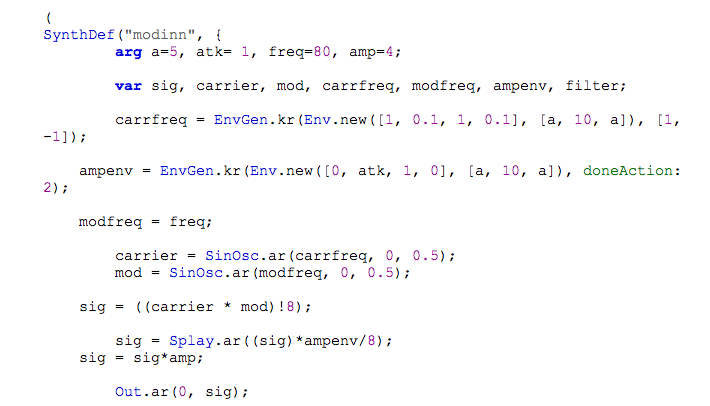 (
SynthDef("modinn", {
arg a=5, atk= 1, freq=80, amp=4;
var sig, carrier, mod, carrfreq, modfreq, ampenv, filter;
carrfreq = EnvGen.kr(Env.new([1, 0.1, 1, 0.1], [a, 10, a]), [1,
-1]);
ampenv = EnvGen.kr(Env.new([0, atk, 1, 0], [a, 10, a]), doneAction:
2);
modfreq = freq;
carrier = SinOsc.ar(carrfreq, 0, 0.5);
mod = SinOsc.ar(modfreq, 0, 0.5);
sig = ((carrier * mod)!8);
sig = Splay.ar((sig)*ampenv/8);
sig = sig*amp;
Out.ar(0, sig);